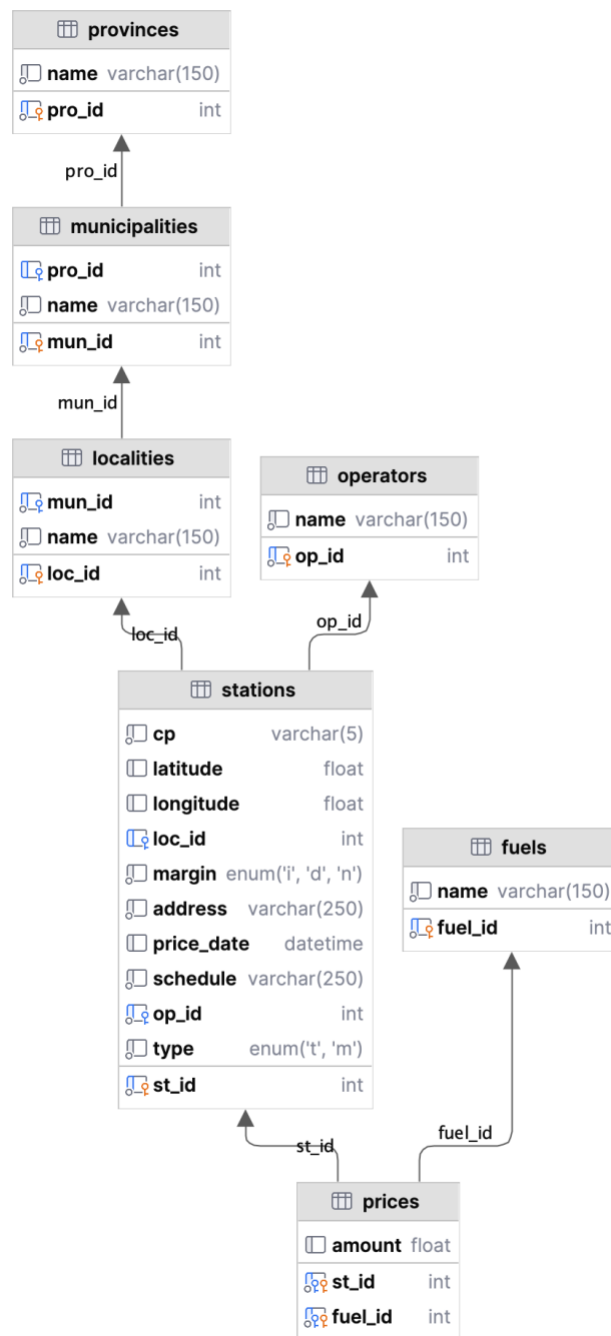 provinces
name varchar(150)
pro_id int
pro_id
municipalities
pro_id int
name varchar(150)
mun_id int
mun_id
localities
mun_id int
name varchar(150)
loc_id int
operators
name varchar(150)
op_id int
loc_id
op_id
stations
cp varchar(5)
latitude float
longitude float
loc_id int
margin enum('i', 'd', 'n')
address varchar(250)
price_date datetime
schedule varchar(250)
op_id int
type enum('t', 'm')
st_id int
fuels
name varchar(150)
fuel_id int
st_id
fuel_id
prices
amount float
st_id int
fuel_id int